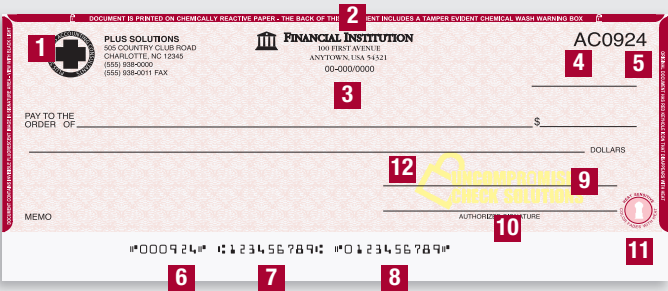 DOCUMENT IS PRINTED ON CHEMICALLY REACTIVE PAPER - THE BACK OF THIS DOCUMENT INCLUDES A TAMPER EVIDENT CHEMICAL WASH WARNING BOX
2
1
PLUS SOLUTIONS
505 COUNTRY CLUB ROAD
CHARLOTTE, NC 12345
(555) 938-0000
(555) 938-0011 FAX
FINANCIAL INSTITUTION
100 FIRST AVENUE
ANYTOWN, USA 54321
00-000/0000
3
AC0924
4
5
PAY TO THE
ORDER OF
$
DOLLARS
12
9
CHECK SOLUTIONS
MEMO
AUTHORIZED SIGNATURE
10
11
⑈000924⑈ ⑆123456789⑆ ⑈0123456789⑈
6
7
8